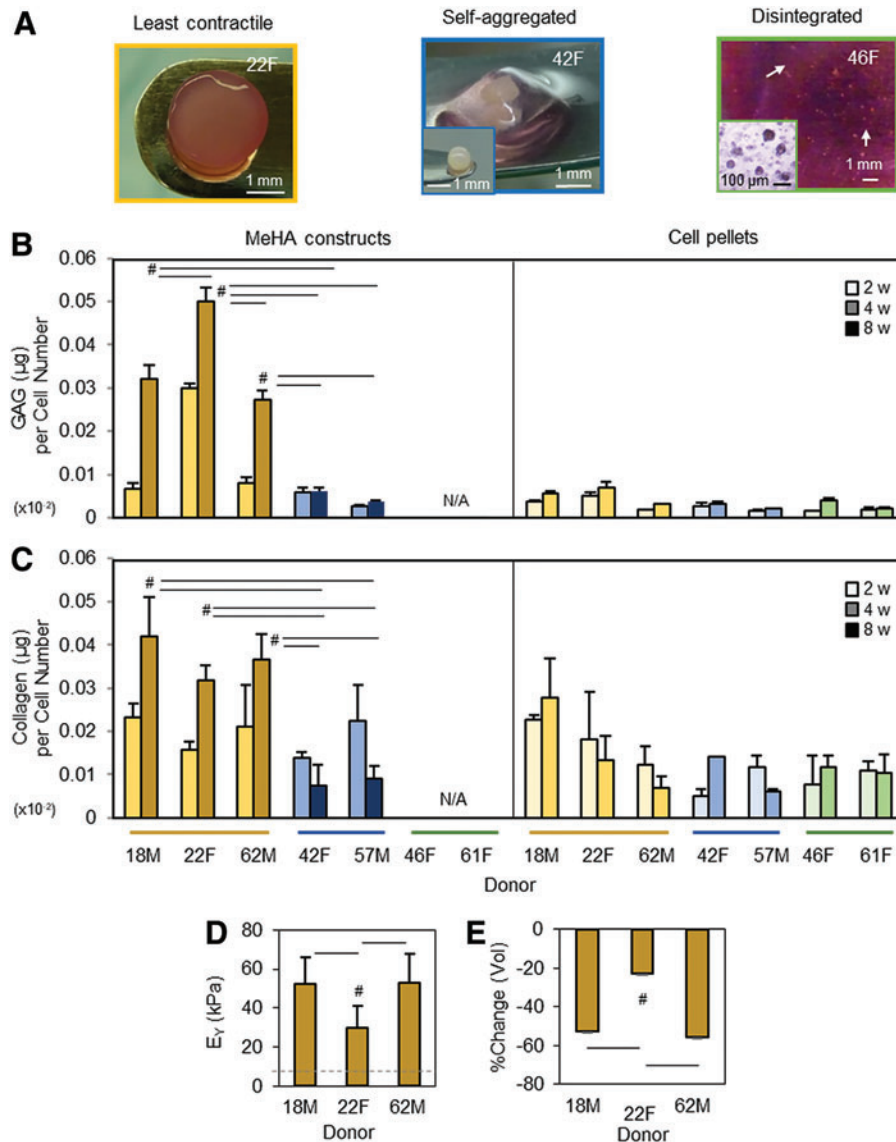 A
Least contractile
Self-aggregated
Disintegrated
22F
1 mm
42F
1 mm
1 mm
46F
1 mm
100 µm
B
MeHA constructs
Cell pellets
0.06
0.05
0.04
0.03
0.02
0.01
0
GAG (µg)
per Cell Number
(x10⁻²)
#
#
#
N/A
2 w
4 w
8 w
C
0.06
0.05
0.04
0.03
0.02
0.01
0
Collagen (µg)
per Cell Number
(x10⁻²)
#
#
#
N/A
2 w
4 w
8 w
18M 22F 62M 42F 57M 46F 61F 18M 22F 62M 42F 57M 46F 61F
Donor
D
80
60
40
20
0
E_Y (kPa)
#
18M 22F 62M
Donor
E
0
-20
-40
-60
-80
%Change (Vol)
#
18M 22F 62M
Donor